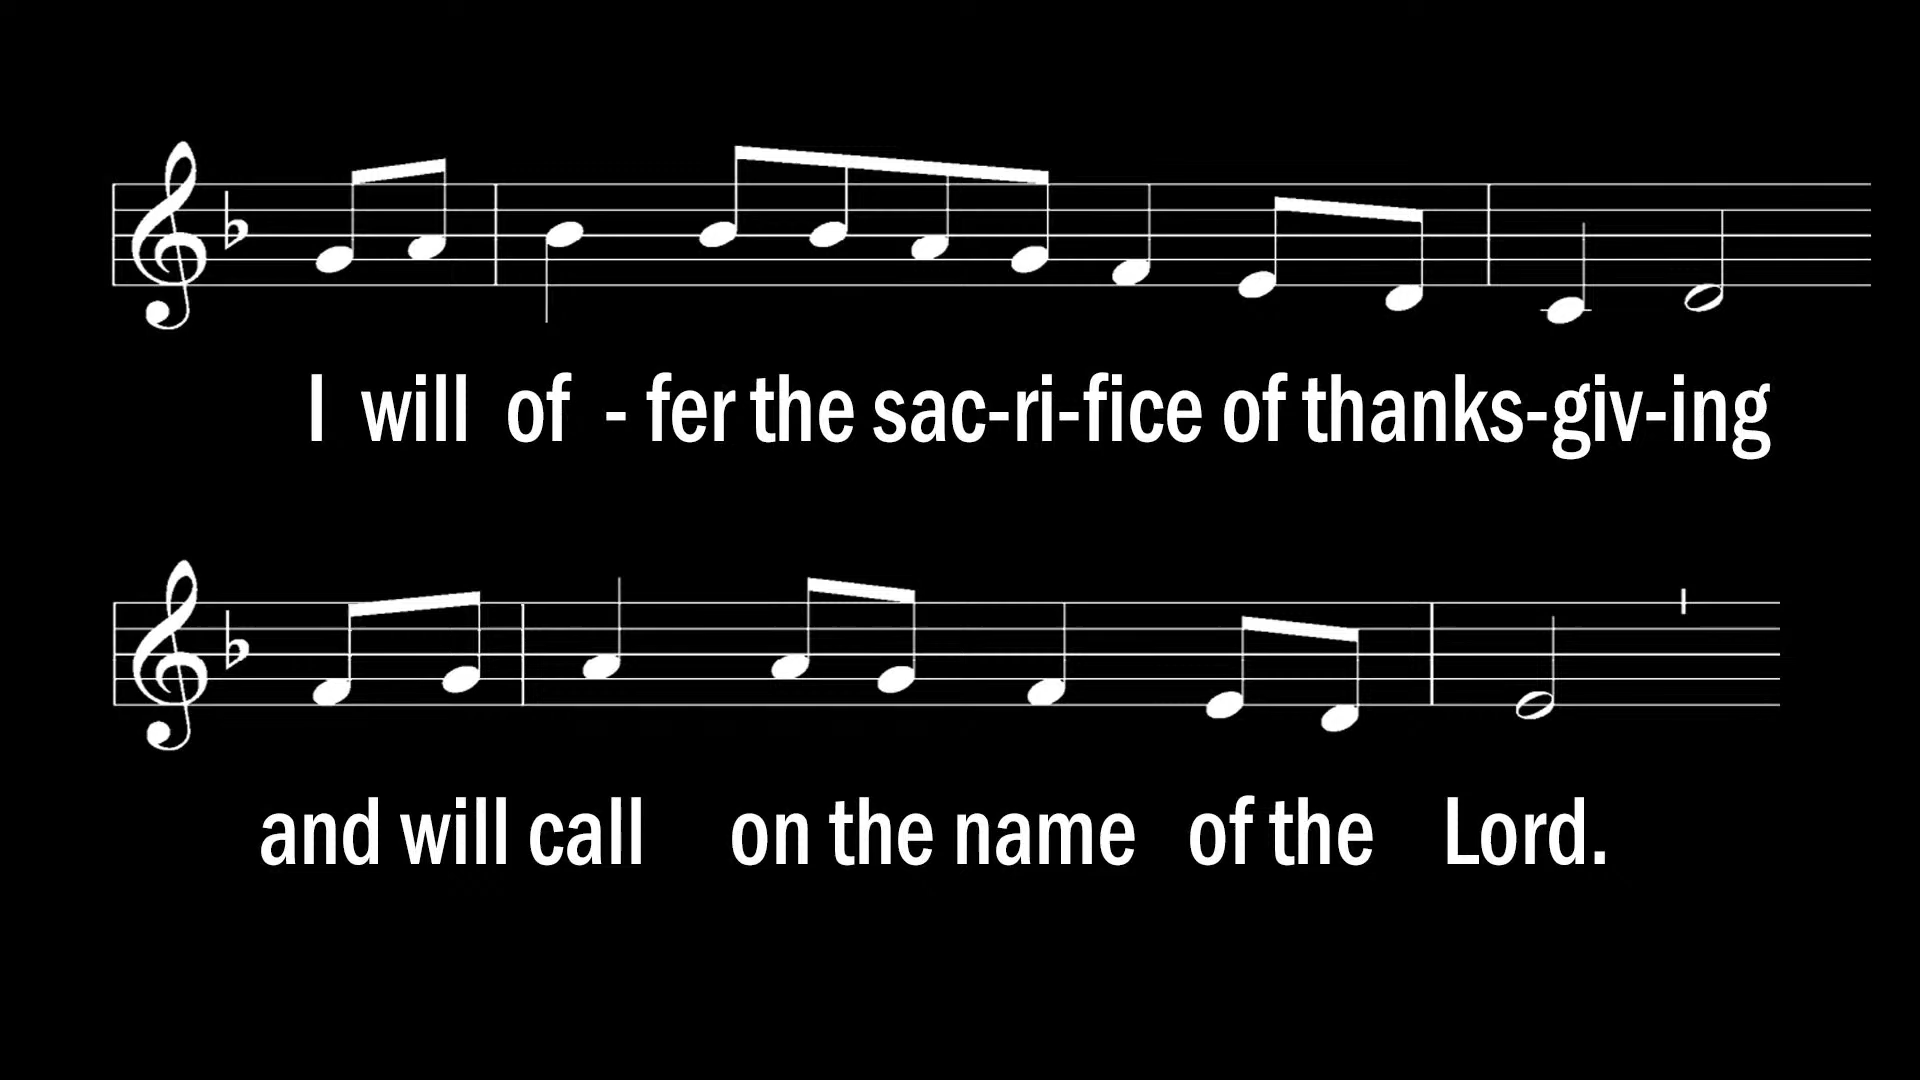 I will of - fer the sac-ri-fice of thanks-giv-ing
and will call on the name of the Lord.